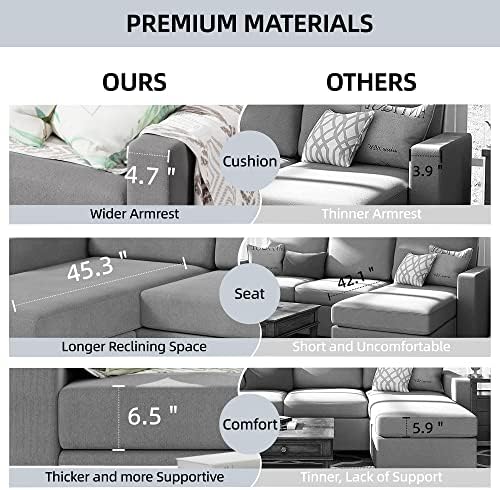 PREMIUM MATERIALS
OURS OTHERS
4.7 " Cushion 3.9 "
Wider Armrest Thinner Armrest
45.3 " Seat 42.1 "
Longer Reclining Space Short and Uncomfortable
6.5 " Comfort 5.9 "
Thicker and more Supportive Tinner, Lack of Support